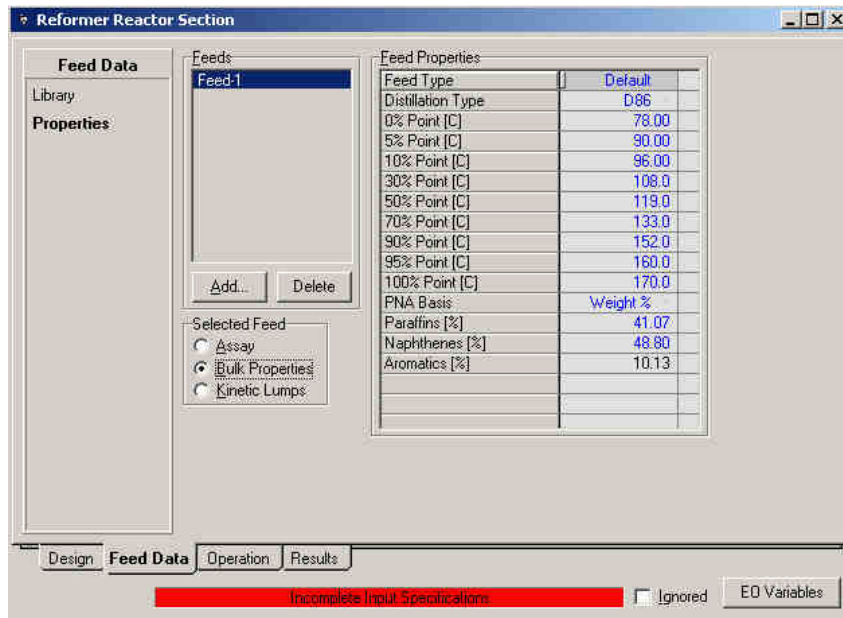 Reformer Reactor Section
Feed Data
Library
Properties
Feeds
Feed-1
Add...
Delete
Selected Feed
Assay
Bulk Properties
Kinetic Lumps
Feed Properties
Feed Type Default
Distillation Type D86
0% Point [C] 78.00
5% Point [C] 90.00
10% Point [C] 96.00
30% Point [C] 108.0
50% Point [C] 119.0
70% Point [C] 133.0
90% Point [C] 152.0
95% Point [C] 160.0
100% Point [C] 170.0
PNA Basis Weight %
Paraffins [%] 41.07
Naphthenes [%] 48.80
Aromatics [%] 10.13
Design Feed Data Operation Results
Incomplete Input Specifications Ignored EO Variables